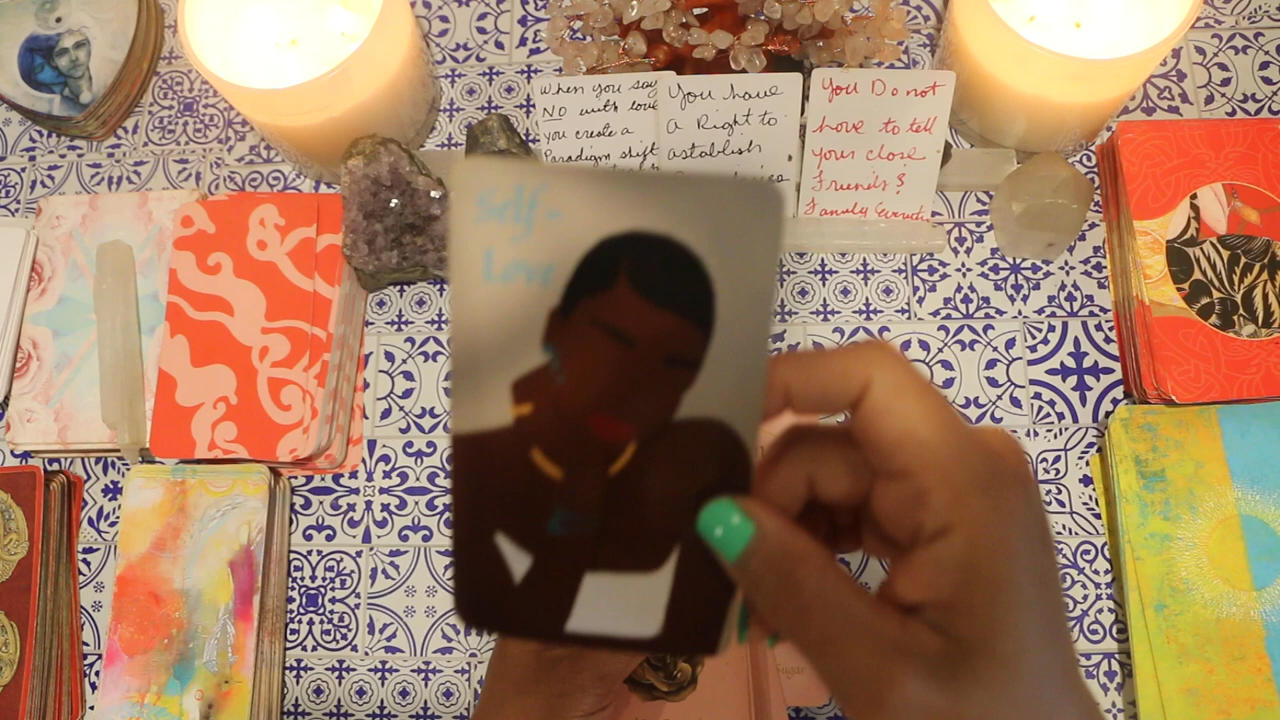 When you say
NO with love
you create a
Paradigm shift
You have
a Right to
establish
You Do not
have to tell
your close
Friends &
Family
Self-
Love
Sugar